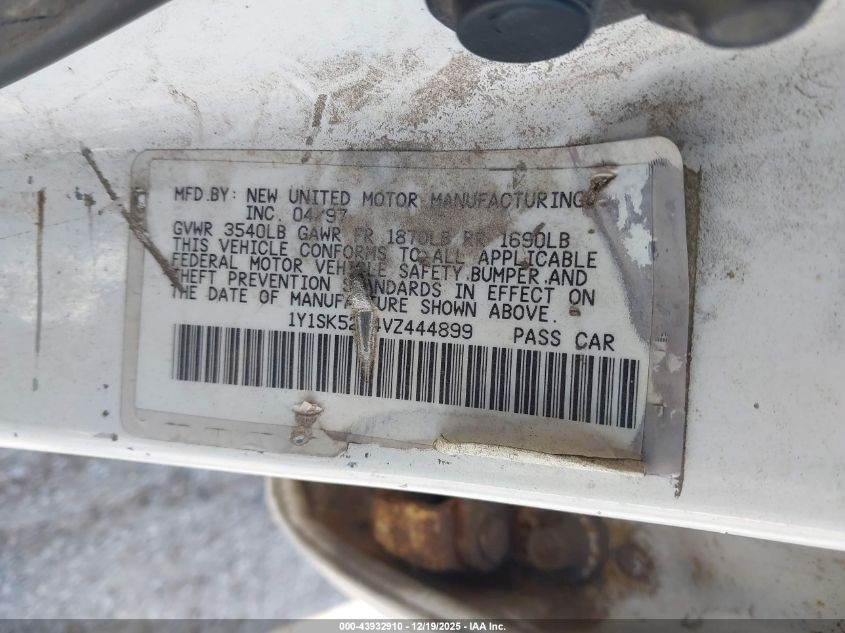 MFD.BY: NEW UNITED MOTOR MANUFACTURING
INC. 04/97
GVWR 3540LB GAWR FR 1870LB RR 1690LB
THIS VEHICLE CONFORMS TO ALL APPLICABLE
FEDERAL MOTOR VEHICLE SAFETY,BUMPER,AND
THEFT PREVENTION STANDARDS IN EFFECT ON
THE DATE OF MANUFACTURE SHOWN ABOVE.
PASS CAR
000-43932910 - 12/19/2025 - IAA Inc.